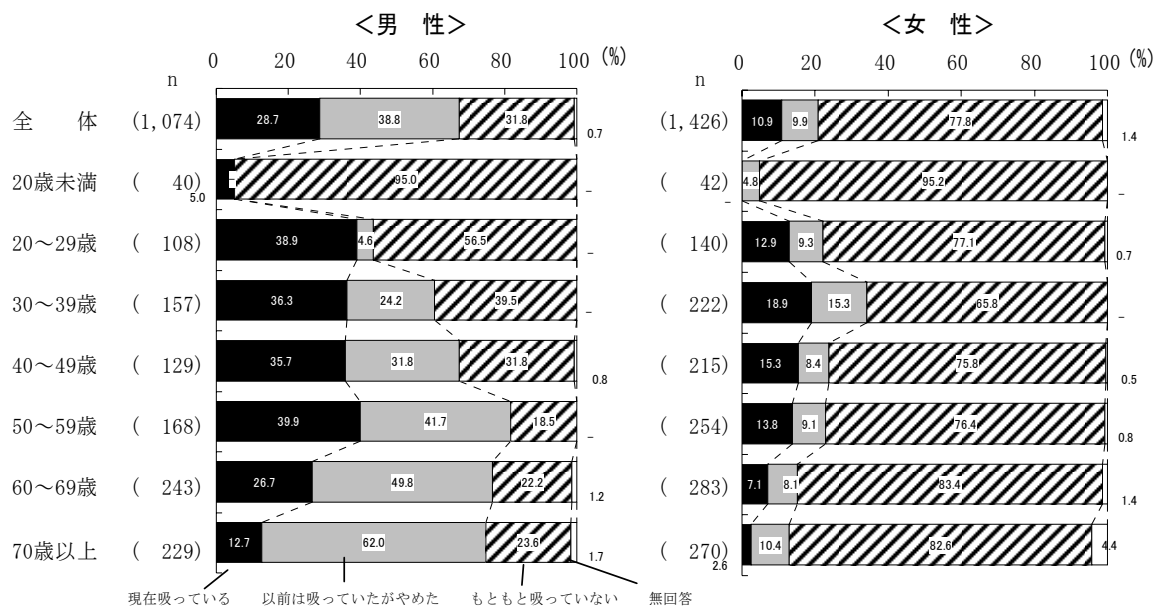 ＜男　性＞　＜女　性＞
0 20 40 60 80 100 (%)　0 20 40 60 80 100 (%)
n　n
全　体 (1,074) 28.7 38.8 31.8 0.7　(1,426) 10.9 9.9 77.8 1.4
20歳未満 ( 40) 5.0 － 95.0 －　( 42) － 4.8 95.2 －
20～29歳 ( 108) 38.9 4.6 56.5 －　( 140) 12.9 9.3 77.1 0.7
30～39歳 ( 157) 36.3 24.2 39.5 －　( 222) 18.9 15.3 65.8 －
40～49歳 ( 129) 35.7 31.8 31.8 0.8　( 215) 15.3 8.4 75.8 0.5
50～59歳 ( 168) 39.9 41.7 18.5 －　( 254) 13.8 9.1 76.4 0.8
60～69歳 ( 243) 26.7 49.8 22.2 1.2　( 283) 7.1 8.1 83.4 1.4
70歳以上 ( 229) 12.7 62.0 23.6 1.7　( 270) 2.6 10.4 82.6 4.4
現在吸っている　以前は吸っていたがやめた　もともと吸っていない　無回答